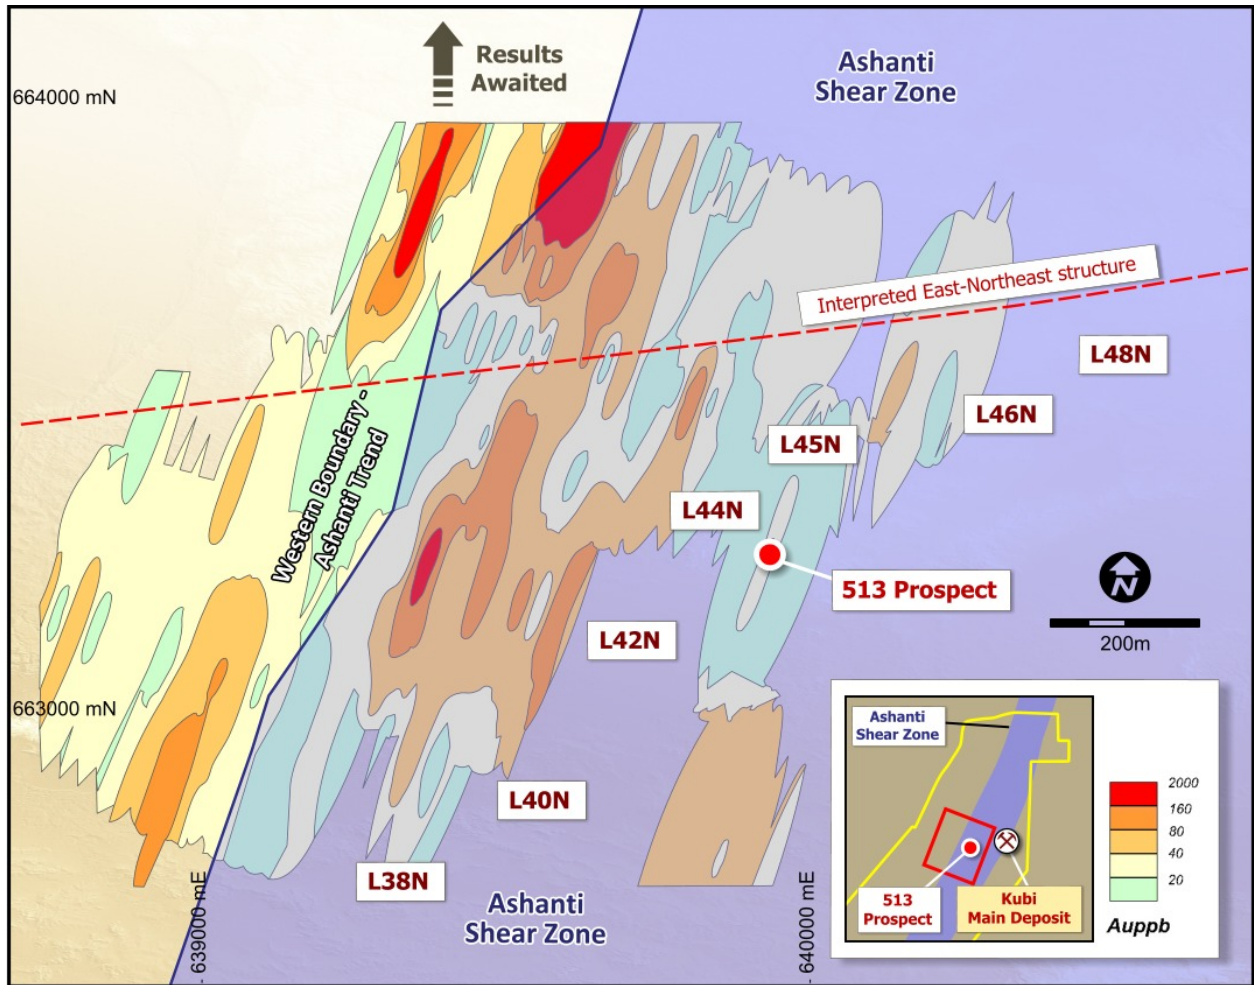 Results
Awaited
Ashanti
Shear Zone
664000 mN
Interpreted East-Northeast structure
L48N
L46N
L45N
Western Boundary -
Ashanti Trend
L44N
513 Prospect
N
200m
L42N
663000 mN
L40N
L38N
Ashanti
Shear Zone
639000 mE
640000 mE
Ashanti
Shear Zone
513
Prospect
Kubi
Main Deposit
2000
160
80
40
20
Auppb